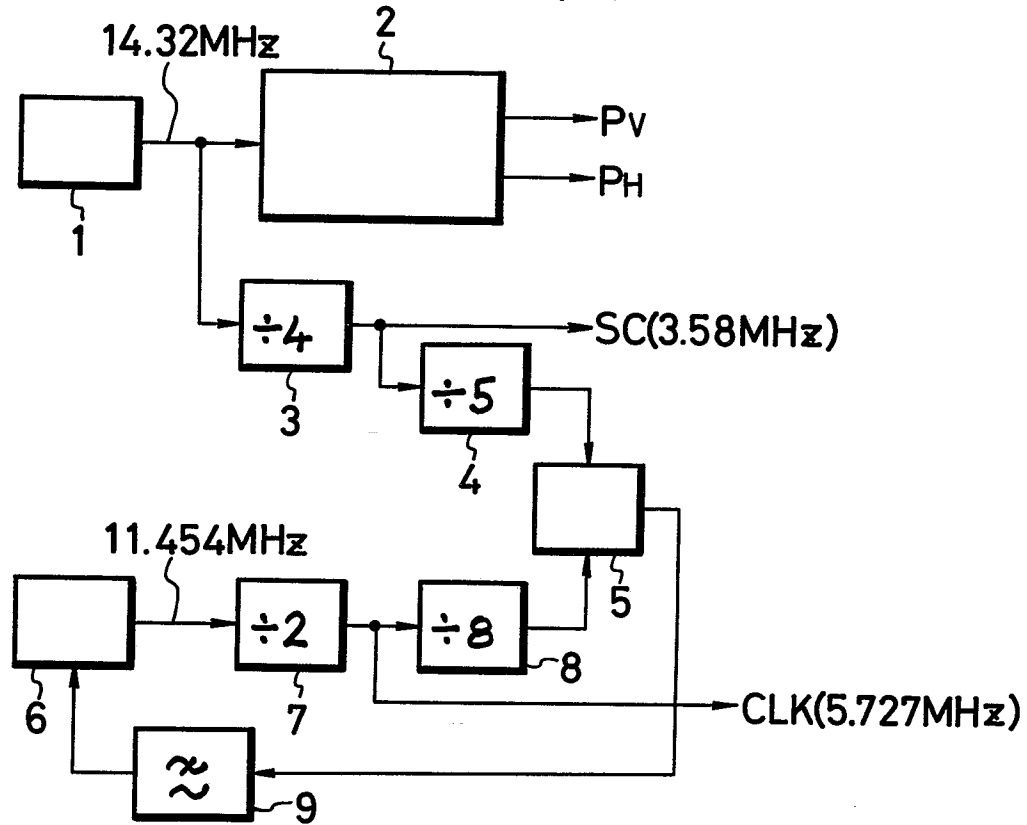 2
14.32MHz
PV
PH
1
÷4
SC(3.58MHz)
3
÷5
4
11.454MHz
5
÷2
÷8
8
6
7
CLK(5.727MHz)
9